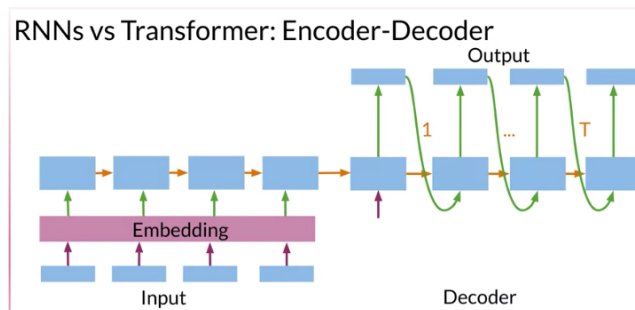 RNNs vs Transformer: Encoder-Decoder
Output
1
...
T
Embedding
Input
Decoder